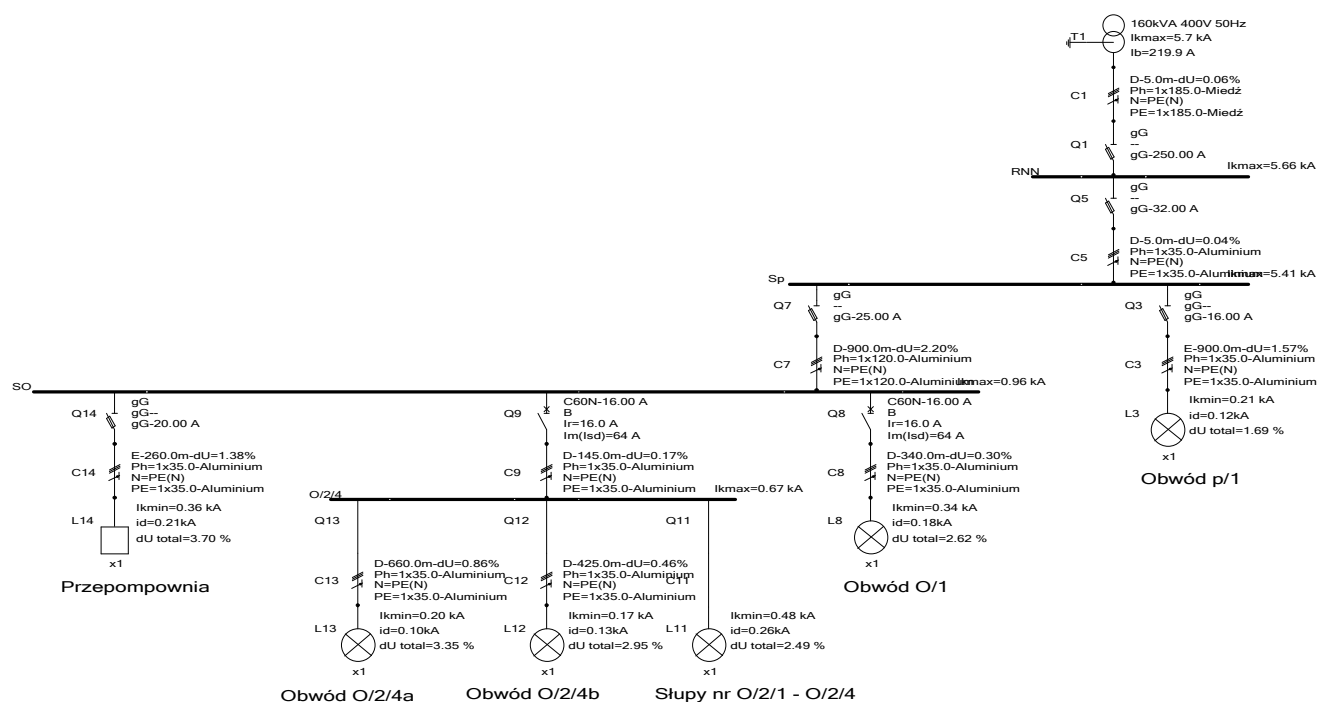 160kVA 400V 50Hz
T1
Ikmax=5.7 kA
Ib=219.9 A
D-5.0m-dU=0.06%
C1
Ph=1x185.0-Miedź
N=PE(N)
PE=1x185.0-Miedź
gG
Q1
--
gG-250.00 A
RNN
Ikmax=5.66 kA
gG
Q5
--
gG-32.00 A
D-5.0m-dU=0.04%
C5
Ph=1x35.0-Aluminium
N=PE(N)
PE=1x35.0-Aluminium
Ikmax=5.41 kA
Sp
Q7
gG
--
gG-25.00 A
Q3
gG
gG--
gG-16.00 A
C7
D-900.0m-dU=2.20%
Ph=1x120.0-Aluminium
N=PE(N)
PE=1x120.0-Aluminium
Ikmax=0.96 kA
C3
E-900.0m-dU=1.57%
Ph=1x35.0-Aluminium
N=PE(N)
PE=1x35.0-Aluminium
L3
Ikmin=0.21 kA
id=0.12kA
dU total=1.69 %
x1
Obwód p/1
SO
Q14
gG
gG--
gG-20.00 A
C14
E-260.0m-dU=1.38%
Ph=1x35.0-Aluminium
N=PE(N)
PE=1x35.0-Aluminium
L14
Ikmin=0.36 kA
id=0.21kA
dU total=3.70 %
x1
Przepompownia
Q9
C60N-16.00 A
B
Ir=16.0 A
Im(Isd)=64 A
C9
D-145.0m-dU=0.17%
Ph=1x35.0-Aluminium
N=PE(N)
PE=1x35.0-Aluminium
Q8
C60N-16.00 A
B
Ir=16.0 A
Im(Isd)=64 A
C8
D-340.0m-dU=0.30%
Ph=1x35.0-Aluminium
N=PE(N)
PE=1x35.0-Aluminium
L8
Ikmin=0.34 kA
id=0.18kA
dU total=2.62 %
x1
Obwód O/1
O/2/4
Ikmax=0.67 kA
Q13
Q12
Q11
C13
D-660.0m-dU=0.86%
Ph=1x35.0-Aluminium
N=PE(N)
PE=1x35.0-Aluminium
C12
D-425.0m-dU=0.46%
Ph=1x35.0-Aluminium
N=PE(N)
PE=1x35.0-Aluminium
C11
L13
Ikmin=0.20 kA
id=0.10kA
dU total=3.35 %
x1
Obwód O/2/4a
L12
Ikmin=0.17 kA
id=0.13kA
dU total=2.95 %
x1
Obwód O/2/4b
L11
Ikmin=0.48 kA
id=0.26kA
dU total=2.49 %
x1
Słupy nr O/2/1 - O/2/4